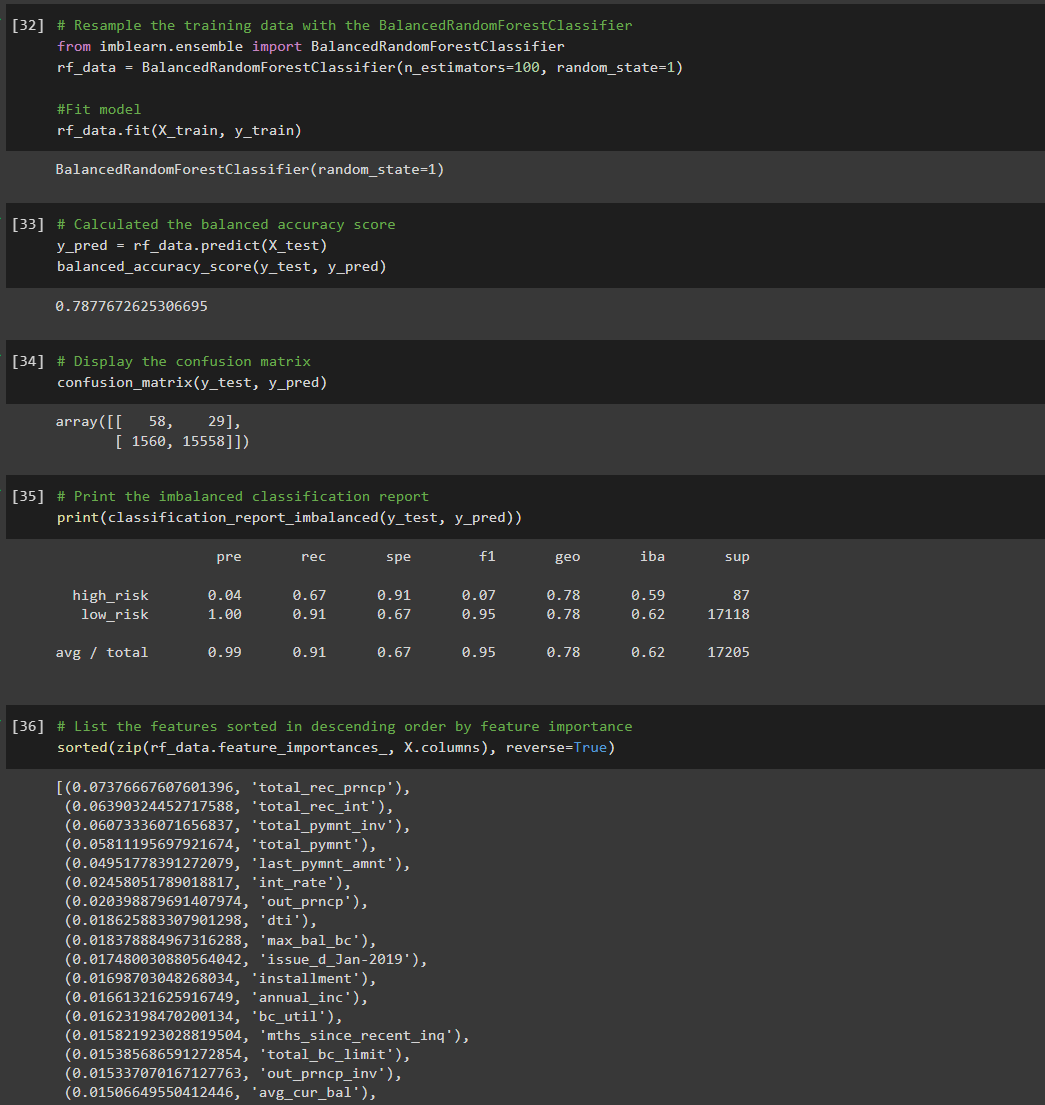 [32] # Resample the training data with the BalancedRandomForestClassifier
from imblearn.ensemble import BalancedRandomForestClassifier
rf_data = BalancedRandomForestClassifier(n_estimators=100, random_state=1)
#Fit model
rf_data.fit(X_train, y_train)
BalancedRandomForestClassifier(random_state=1)
[33] # Calculated the balanced accuracy score
y_pred = rf_data.predict(X_test)
balanced_accuracy_score(y_test, y_pred)
0.7877672625306695
[34] # Display the confusion matrix
confusion_matrix(y_test, y_pred)
array([[   58,    29],
[ 1560, 15558]])
[35] # Print the imbalanced classification report
print(classification_report_imbalanced(y_test, y_pred))
pre rec spe f1 geo iba sup
high_risk 0.04 0.67 0.91 0.07 0.78 0.59 87
low_risk 1.00 0.91 0.67 0.95 0.78 0.62 17118
avg / total 0.99 0.91 0.67 0.95 0.78 0.62 17205
[36] # List the features sorted in descending order by feature importance
sorted(zip(rf_data.feature_importances_, X.columns), reverse=True)
[(0.07376667607601396, 'total_rec_prncp'),
(0.06390324452717588, 'total_rec_int'),
(0.06073336071656837, 'total_pymnt_inv'),
(0.05811195697921674, 'total_pymnt'),
(0.04951778391272079, 'last_pymnt_amnt'),
(0.02458051789018817, 'int_rate'),
(0.020398879691407974, 'out_prncp'),
(0.018625883307901298, 'dti'),
(0.018378884967316288, 'max_bal_bc'),
(0.017480030880564042, 'issue_d_Jan-2019'),
(0.01698703048268034, 'installment'),
(0.01661321625916749, 'annual_inc'),
(0.01623198470200134, 'bc_util'),
(0.015821923028819504, 'mths_since_recent_inq'),
(0.015385686591272854, 'total_bc_limit'),
(0.015337070167127763, 'out_prncp_inv'),
(0.01506649550412446, 'avg_cur_bal'),